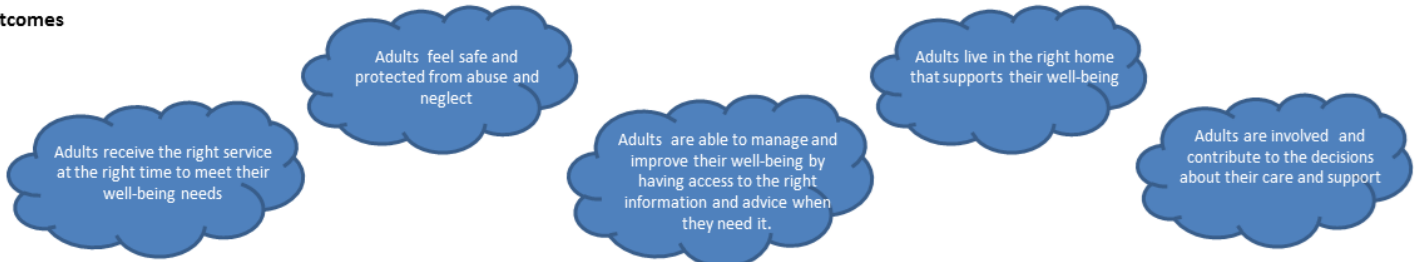 tcomes
Adults receive the right service
at the right time to meet their
well-being needs
Adults feel safe and
protected from abuse and
neglect
Adults are able to manage and
improve their well-being by
having access to the right
information and advice when
they need it.
Adults live in the right home
that supports their well-being
Adults are involved and
contribute to the decisions
about their care and support